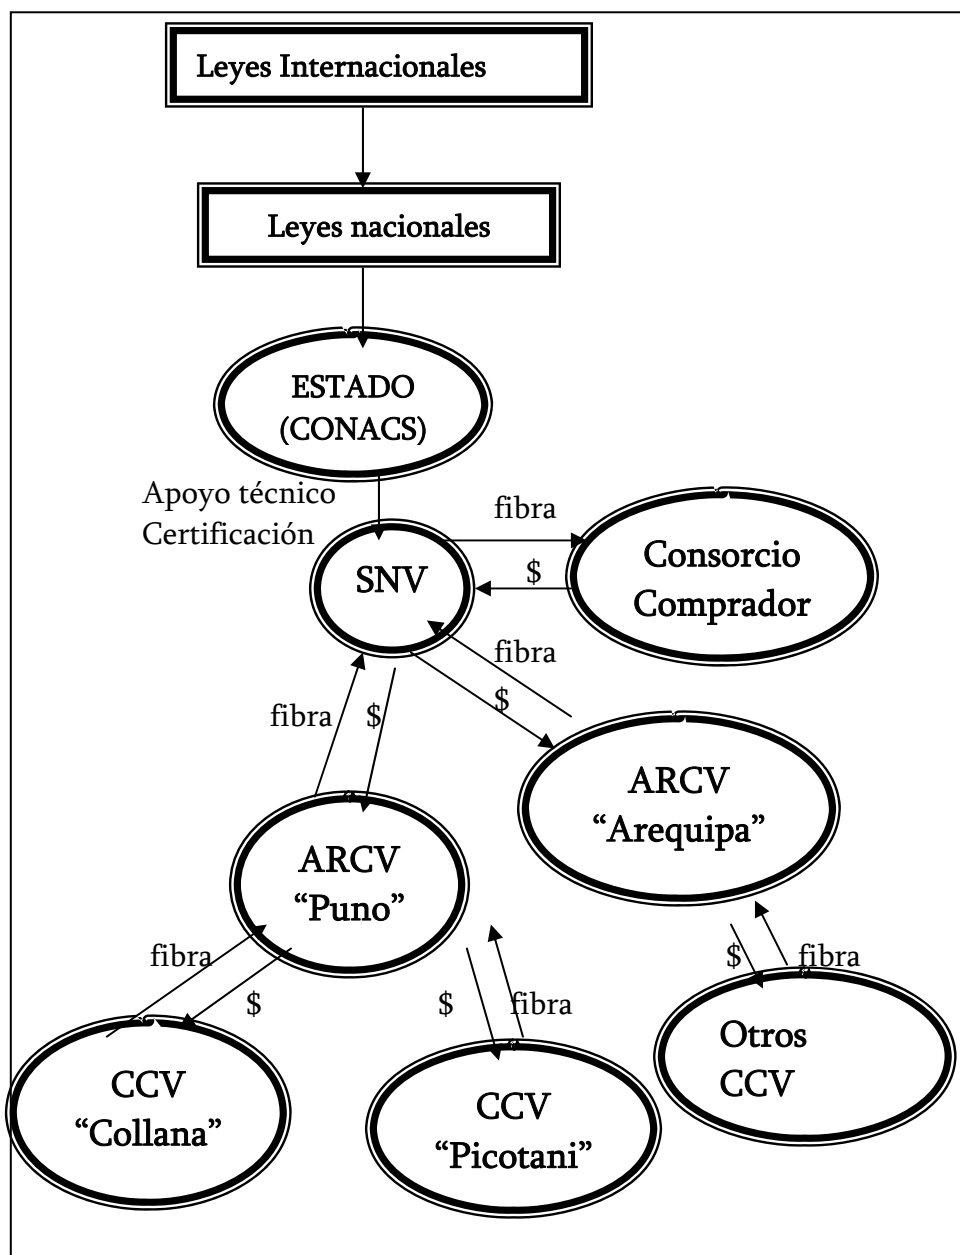 Leyes Internacionales
Leyes nacionales
ESTADO
(CONACS)
Apoyo técnico
Certificación
fibra
SNV
$
Consorcio
Comprador
fibra
$
fibra
$
ARCV
“Arequipa”
ARCV
“Puno”
fibra
$
$
fibra
$
fibra
Otros
CCV
CCV
“Collana”
CCV
“Picotani”